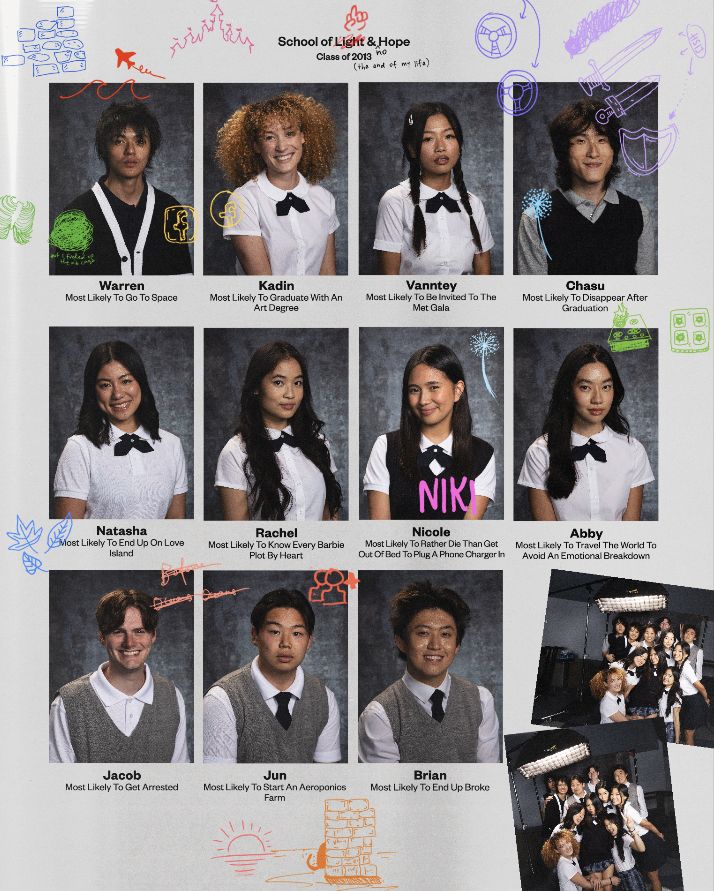 School of Light & Hope
no
Class of 2013
(the end of my life)
GIST
Warren
Most Likely To Go To Space
Kadin
Most Likely To Graduate With An
Art Degree
Vanntey
Most Likely To Be Invited To The
Met Gala
Chasu
Most Likely To Disappear After
Graduation
NIKI
Natasha
Most Likely To End Up On Love
Island
Rachel
Most Likely To Know Every Barbie
Plot By Heart
Nicole
Most Likely To Rather Die Than Get
Out Of Bed To Plug A Phone Charger In
Abby
Most Likely To Travel The World To
Avoid An Emotional Breakdown
Before
Jacob
Most Likely To Get Arrested
Jun
Most Likely To Start An Aeroponics
Farm
Brian
Most Likely To End Up Broke